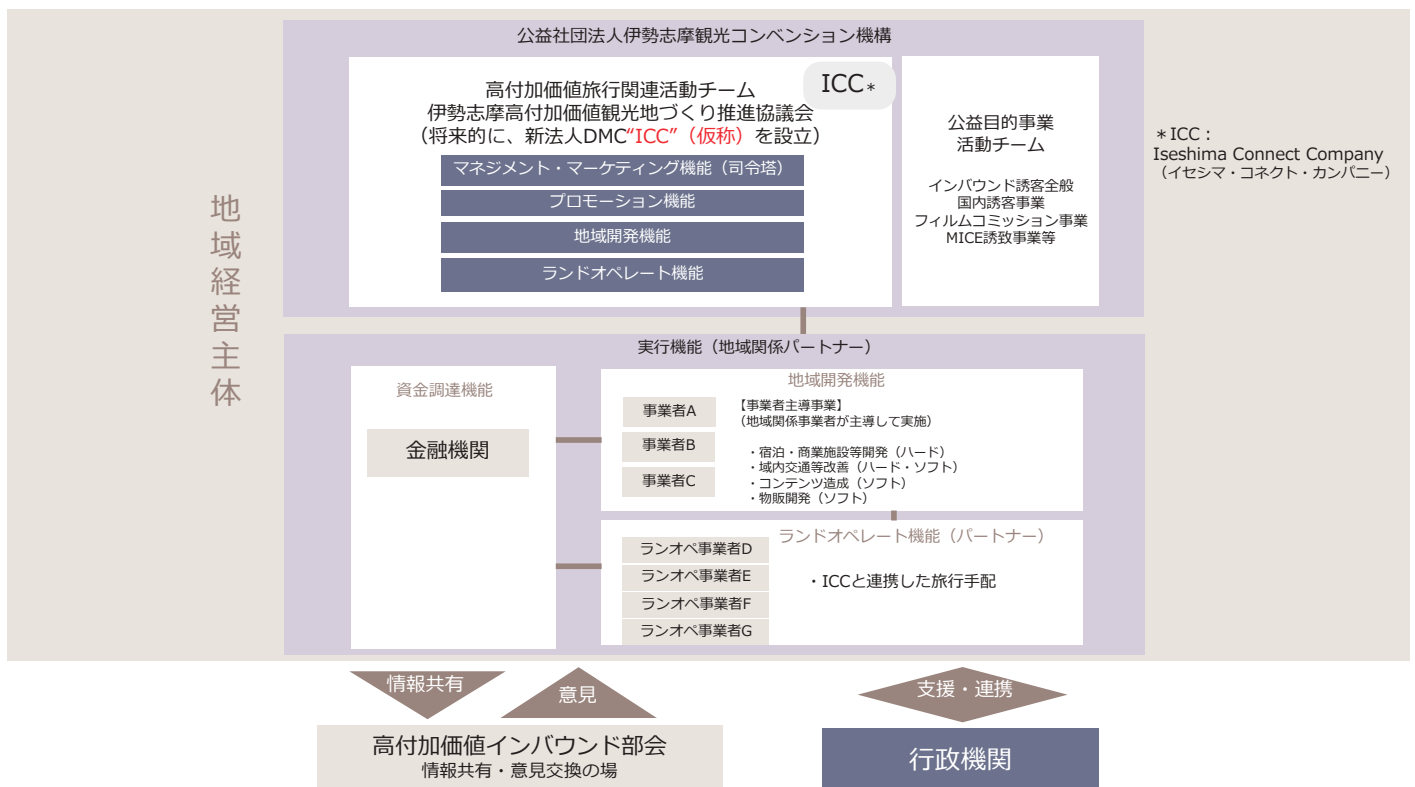 公益社団法人伊勢志摩観光コンベンション機構
高付加価値旅行関連活動チーム
伊勢志摩高付加価値観光地づくり推進協議会
（将来的に、新法人DMC“ICC”（仮称）を設立）
ICC*
マネジメント・マーケティング機能（司令塔）
プロモーション機能
地域開発機能
ランドオペレート機能
公益目的事業
活動チーム
インバウンド誘客全般
国内誘客事業
フィルムコミッション事業
MICE誘致事業等
＊ICC：
Iseshima Connect Company
（イセシマ・コネクト・カンパニー）
地域経営主体
実行機能（地域関係パートナー）
資金調達機能
金融機関
地域開発機能
事業者A
事業者B
事業者C
【事業者主導事業】
（地域関係事業者が主導して実施）
・宿泊・商業施設等開発（ハード）
・域内交通等改善（ハード・ソフト）
・コンテンツ造成（ソフト）
・物販開発（ソフト）
ランドオペレート機能（パートナー）
ランオペ事業者D
ランオペ事業者E
ランオペ事業者F
ランオペ事業者G
・ICCと連携した旅行手配
情報共有
意見
支援・連携
高付加価値インバウンド部会
情報共有・意見交換の場
行政機関